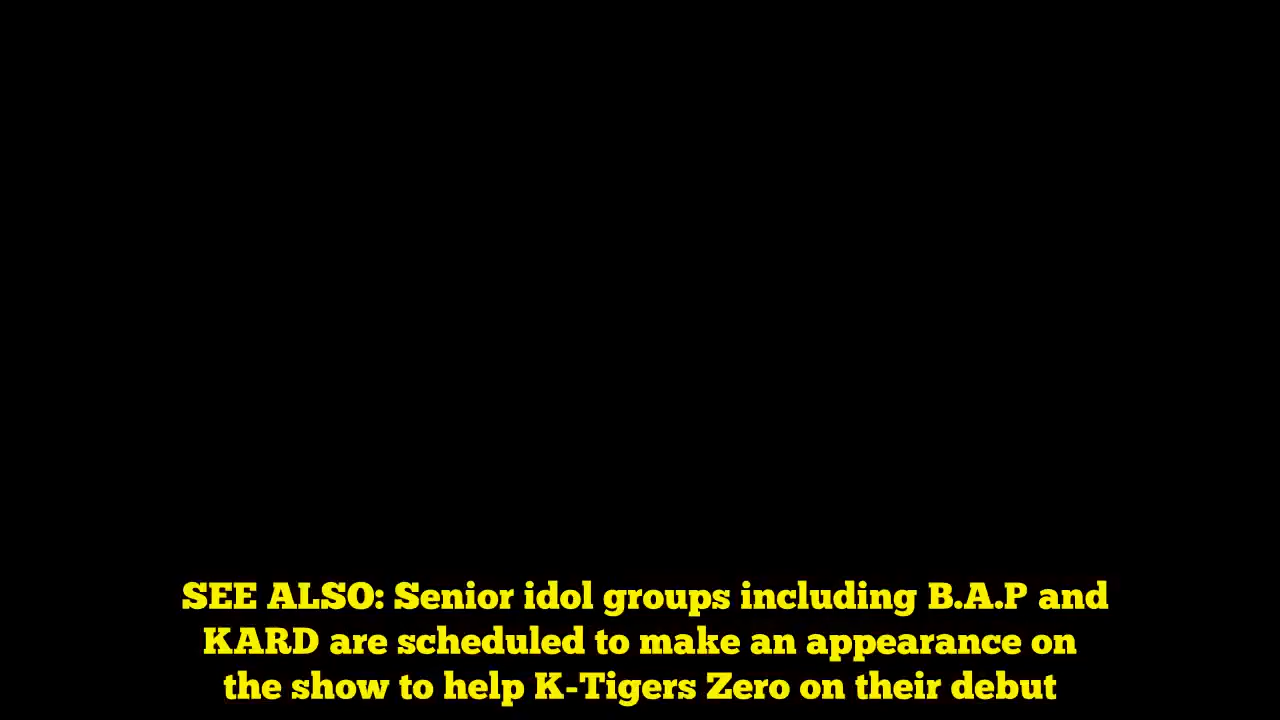 SEE ALSO: Senior idol groups including B.A.P and
KARD are scheduled to make an appearance on
the show to help K-Tigers Zero on their debut